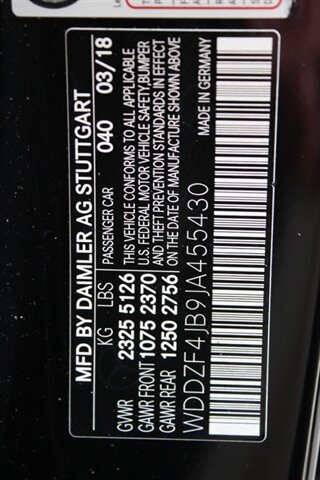 MFD BY DAIMLER AG STUTTGART
PASSENGER CAR 040 03/18
KG LBS
GVWR 2325 5126
GAWR FRONT 1075 2370
GAWR REAR 1250 2756
THIS VEHICLE CONFORMS TO ALL APPLICABLE
U.S. FEDERAL MOTOR VEHICLE SAFETY,BUMPER
AND THEFT PREVENTION STANDARDS IN EFFECT
ON THE DATE OF MANUFACTURE SHOWN ABOVE
WDDZF4JB9JA455430 MADE IN GERMANY